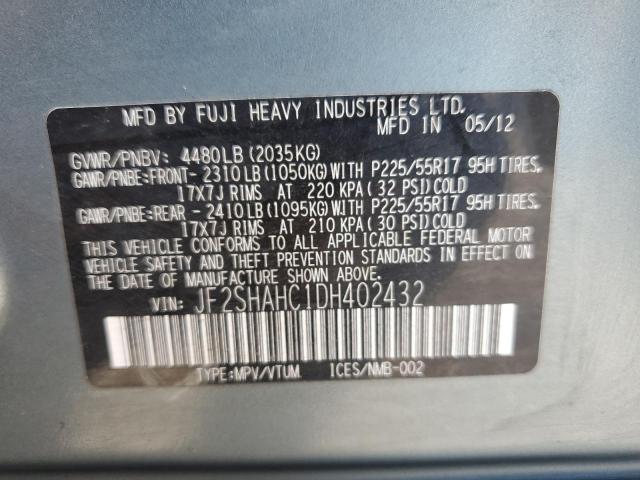 MFD BY FUJI HEAVY INDUSTRIES LTD.
MFD IN 05/12
GVWR/PNBV: 4480LB (2035KG)
GAWR/PNBE:FRONT- 2310LB(1050KG)WITH P225/55R17 95H TIRES,
17X7J RIMS AT 220 KPA(32 PSI)COLD
GAWR/PNBE:REAR - 2410LB(1095KG)WITH P225/55R17 95H TIRES,
17X7J RIMS AT 210 KPA(30 PSI)COLD
THIS VEHICLE CONFORMS TO ALL APPLICABLE FEDERAL MOTOR
VEHICLE SAFETY AND THEFT PREVENTION STANDARDS IN EFFECT ON
THE DATE OF MANUFACTURE SHOWN ABOVE.
VIN: JF2SHAHC1DH402432
TYPE:MPV/VTUM ICES/NMB-002